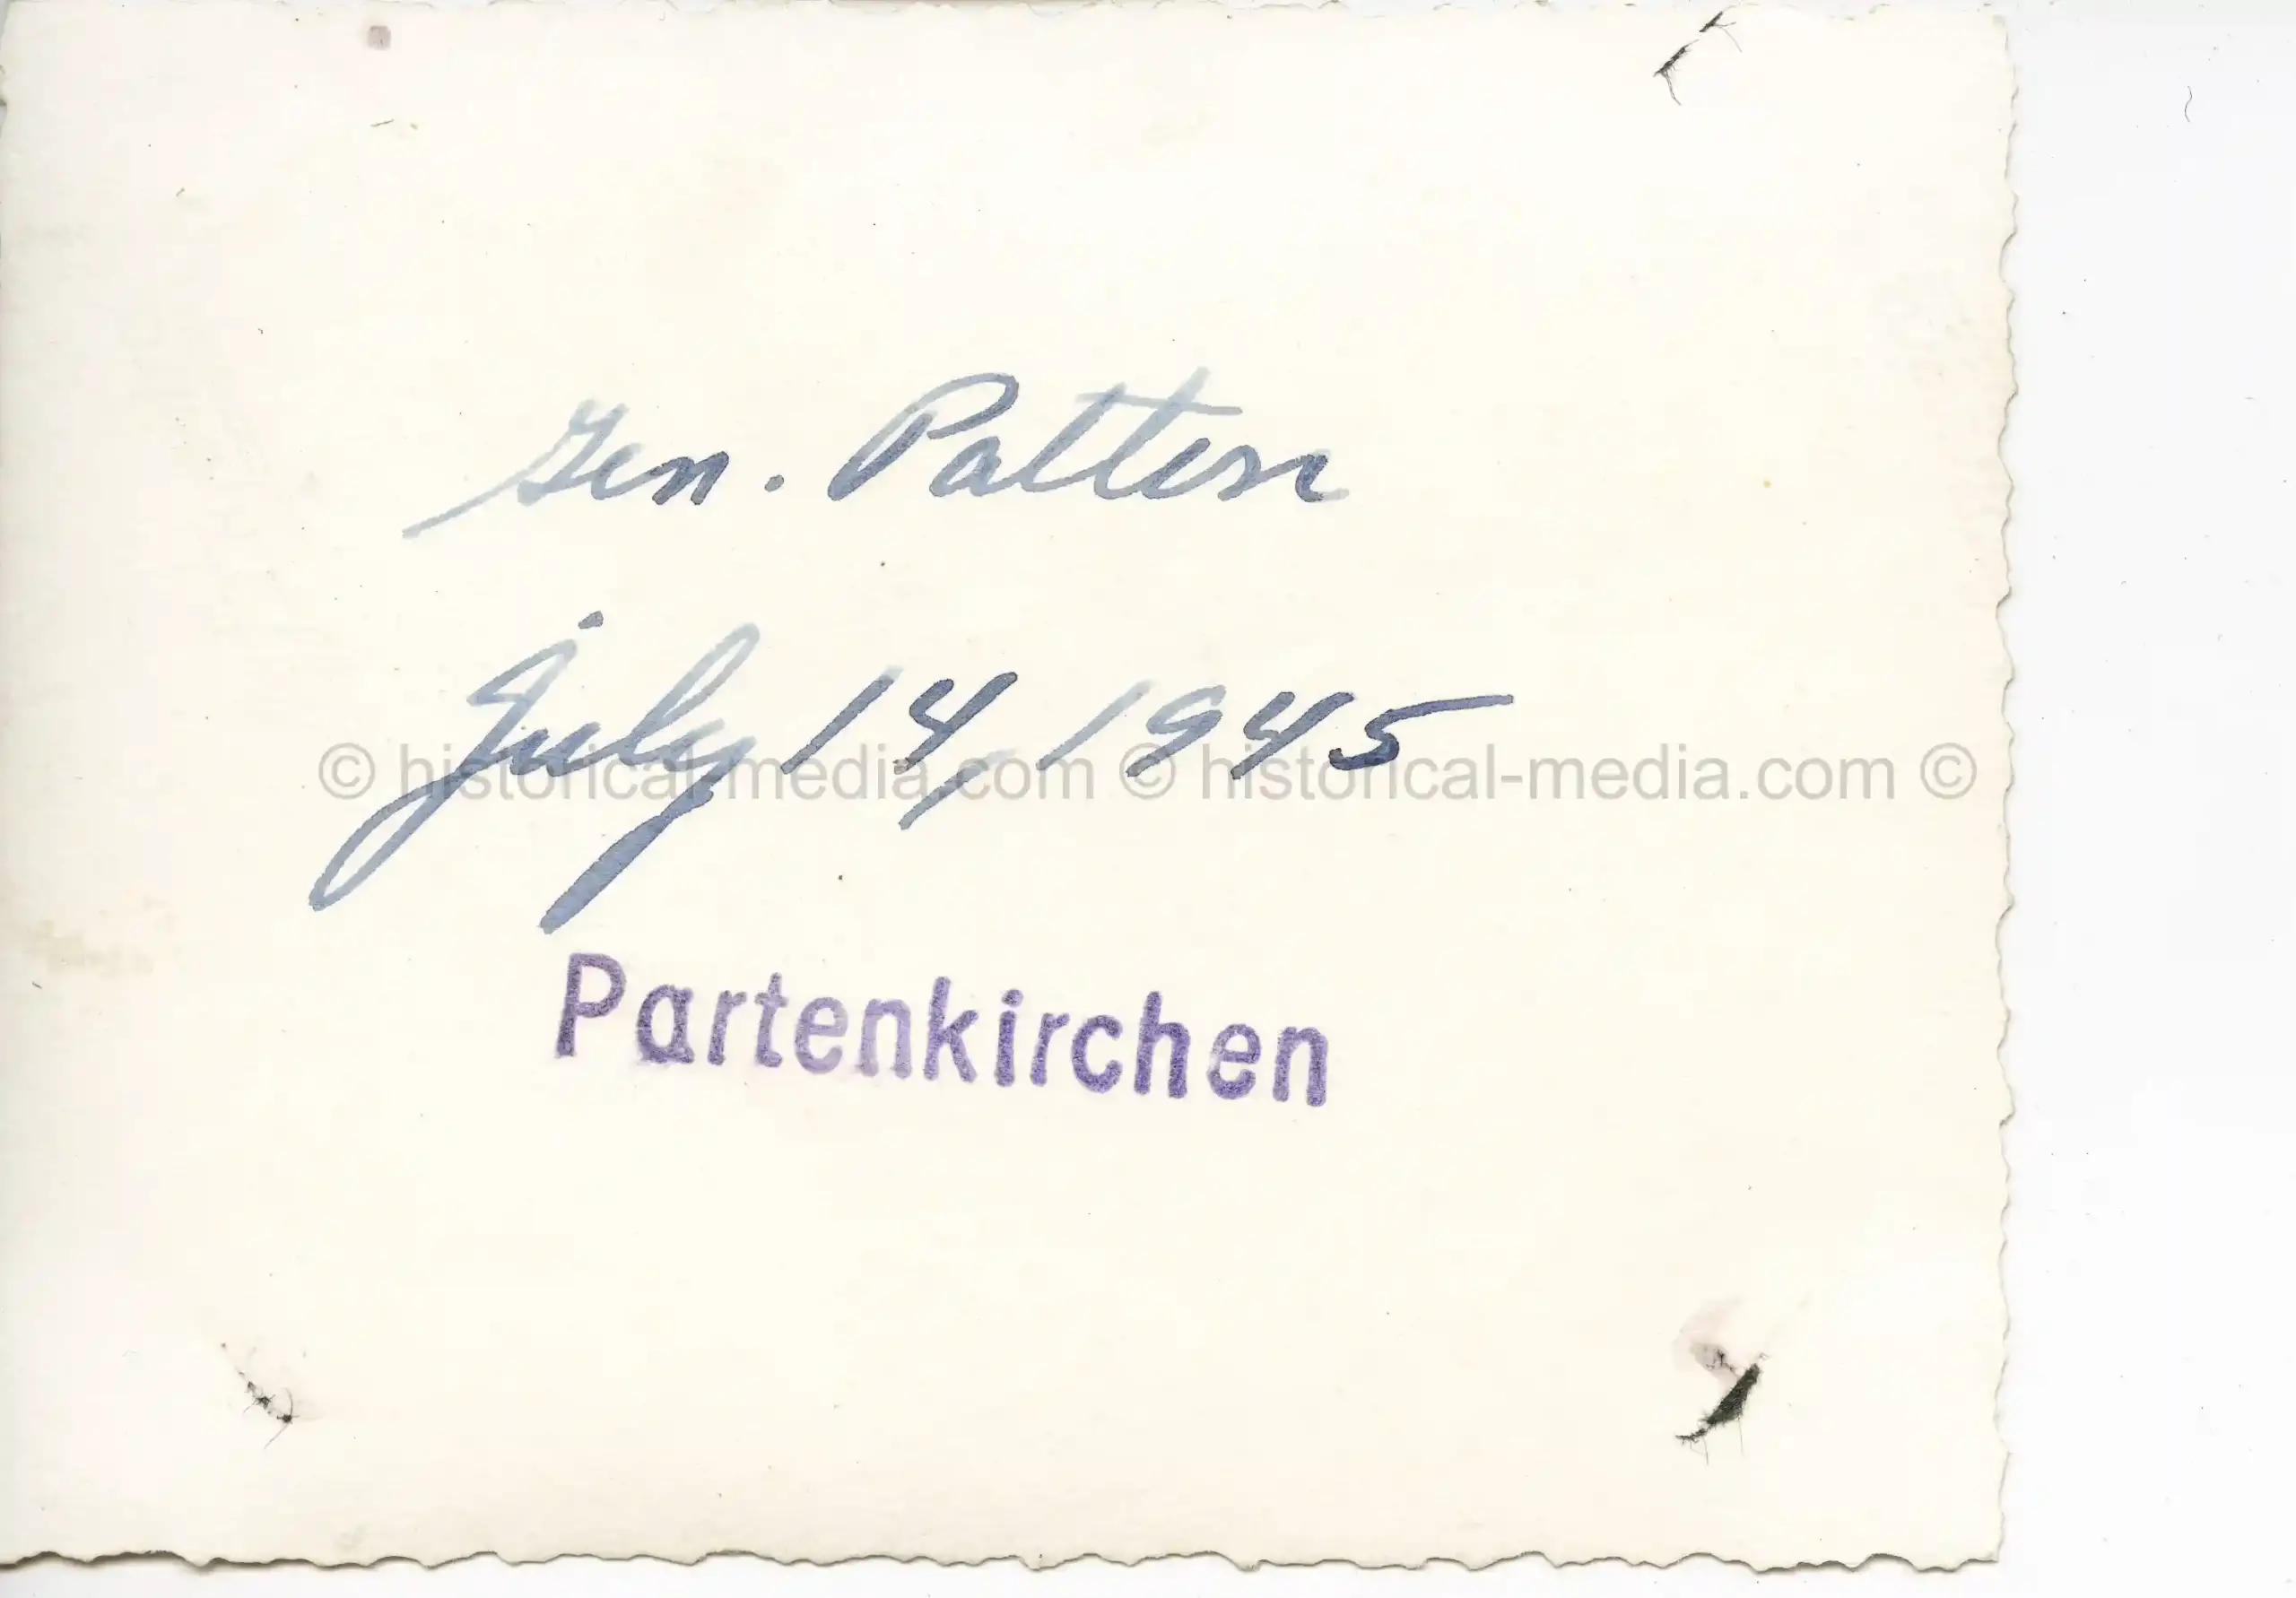 Gen. Patten
July 14, 1945
© historical-media.com © historical-media.com ©
Partenkirchen